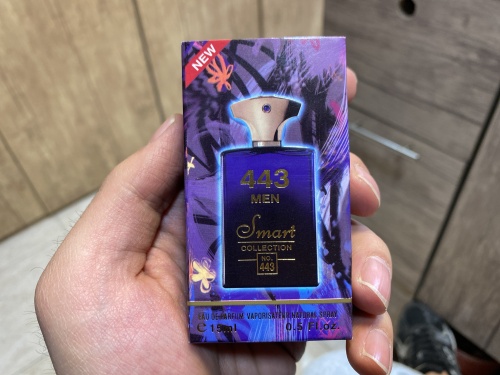 NEW
443
MEN
Smart
COLLECTION
NO.
443
EAU DE PARFUM VAPORISATEUR NATURAL SPRAY
℮ 15ml 0.5 Fl.oz.